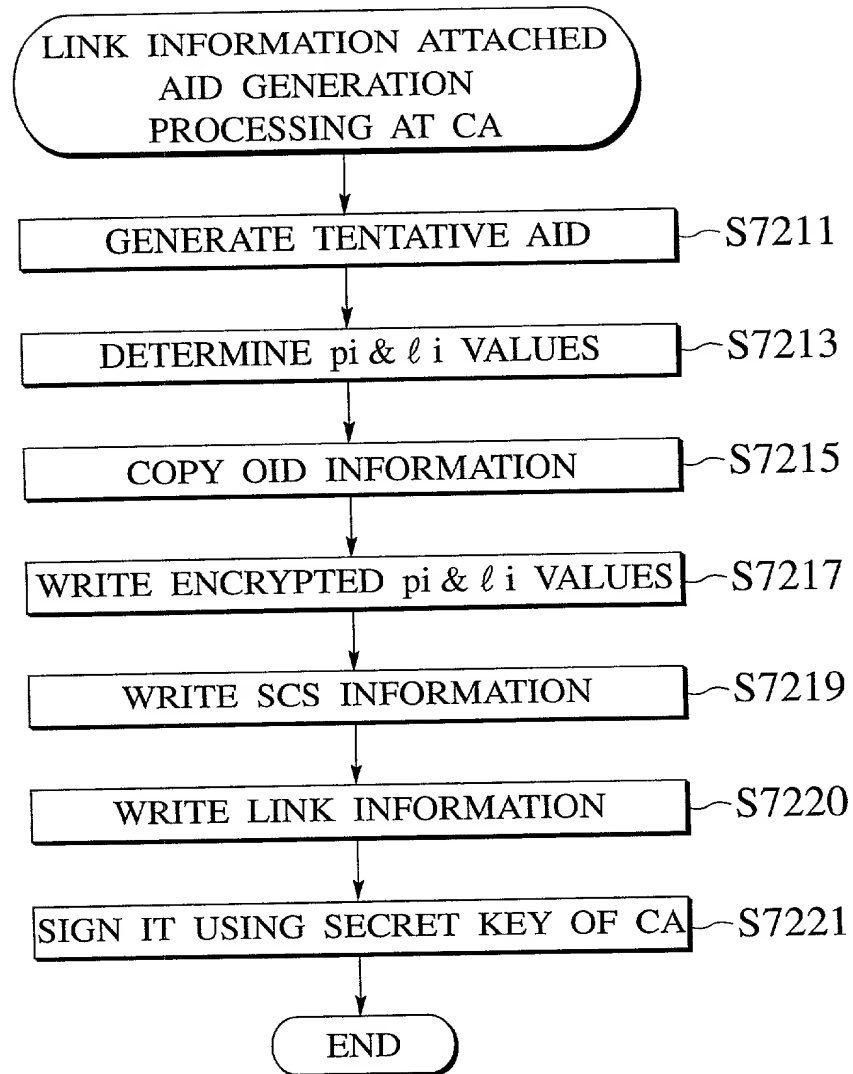 LINK INFORMATION ATTACHED
AID GENERATION
PROCESSING AT CA
GENERATE TENTATIVE AID
S7211
DETERMINE pi & ℓ i VALUES
S7213
COPY OID INFORMATION
S7215
WRITE ENCRYPTED pi & ℓ i VALUES
S7217
WRITE SCS INFORMATION
S7219
WRITE LINK INFORMATION
S7220
SIGN IT USING SECRET KEY OF CA
S7221
END